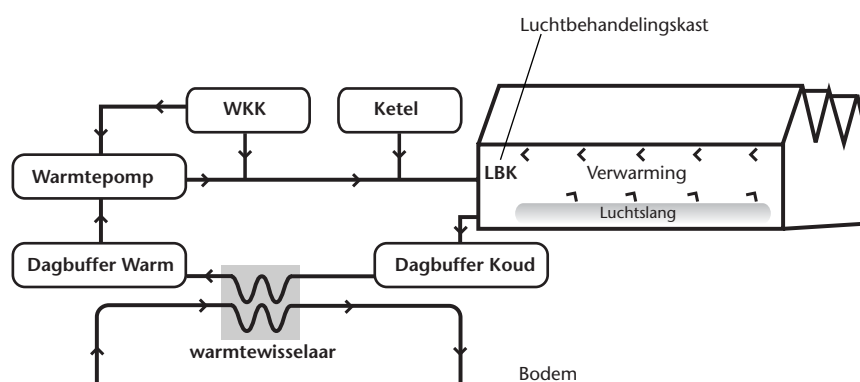 Luchtbehandelingskast
WKK
Ketel
Warmtepomp
LBK
Verwarming
Luchtslang
Dagbuffer Warm
Dagbuffer Koud
warmtewisselaar
Bodem